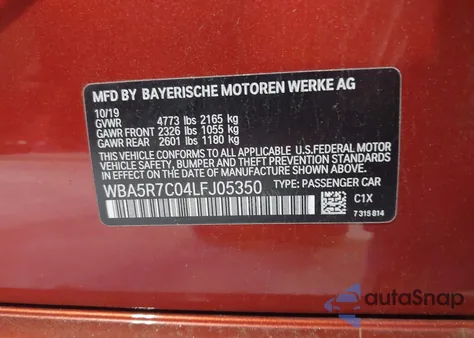 MFD BY BAYERISCHE MOTOREN WERKE AG
10/19
GVWR 4773 lbs 2165 kg
GAWR FRONT 2326 lbs 1055 kg
GAWR REAR 2601 lbs 1180 kg
THIS VEHICLE CONFORMS TO ALL APPLICABLE U.S. FEDERAL MOTOR
VEHICLE SAFETY, BUMPER AND THEFT PREVENTION STANDARDS
IN EFFECT ON THE DATE OF MANUFACTURE SHOWN ABOVE.
WBA5R7C04LFJ05350 TYPE: PASSENGER CAR
C1X
7 315 814
autoSnap